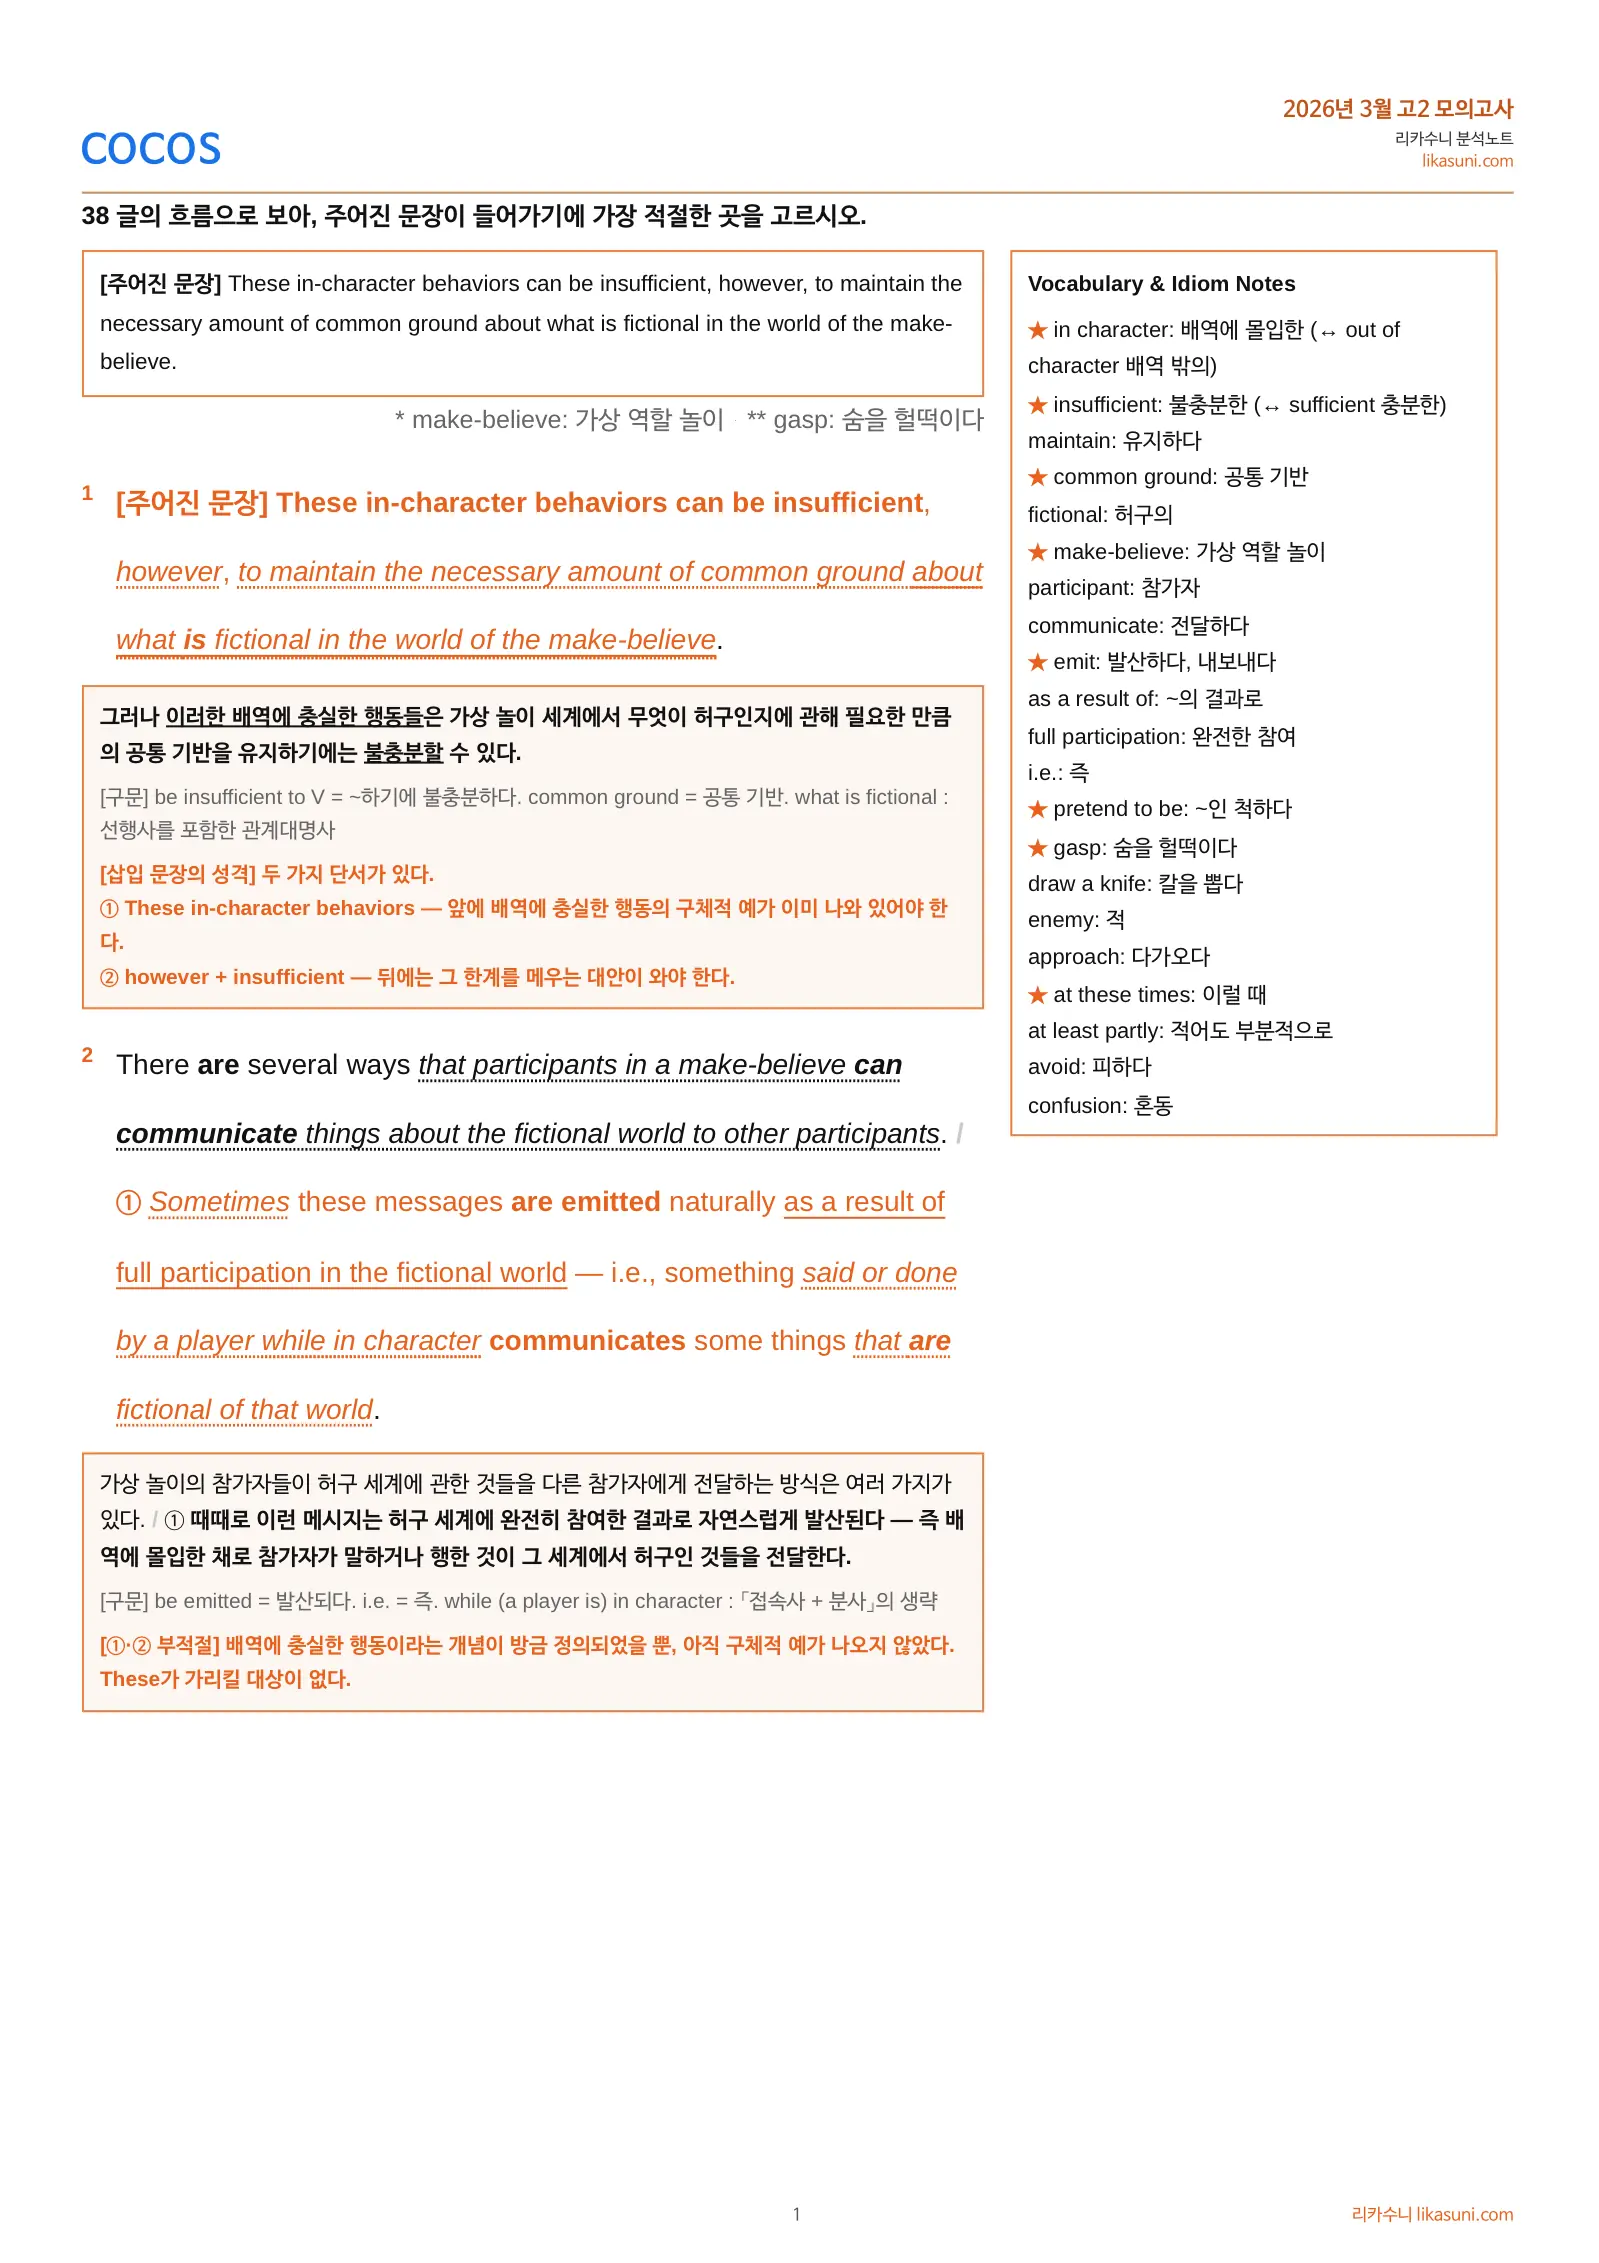 cocos
2026년 3월 고2 모의고사
리카수니 분석노트
likasuni.com
38 글의 흐름으로 보아, 주어진 문장이 들어가기에 가장 적절한 곳을 고르시오.
[주어진 문장] These in-character behaviors can be insufficient, however, to maintain the
necessary amount of common ground about what is fictional in the world of the make-
believe.
* make-believe: 가상 역할 놀이 ** gasp: 숨을 헐떡이다
1 [주어진 문장] These in-character behaviors can be insufficient,
however, to maintain the necessary amount of common ground about
what is fictional in the world of the make-believe.
그러나 이러한 배역에 충실한 행동들은 가상 놀이 세계에서 무엇이 허구인지에 관해 필요한 만큼
의 공통 기반을 유지하기에는 불충분할 수 있다.
[구문] be insufficient to V = ~하기에 불충분하다. common ground = 공통 기반. what is fictional :
선행사를 포함한 관계대명사
[삽입 문장의 성격] 두 가지 단서가 있다.
① These in-character behaviors — 앞에 배역에 충실한 행동의 구체적 예가 이미 나와 있어야 한
다.
② however + insufficient — 뒤에는 그 한계를 메우는 대안이 와야 한다.
2 There are several ways that participants in a make-believe can
communicate things about the fictional world to other participants. /
① Sometimes these messages are emitted naturally as a result of
full participation in the fictional world — i.e., something said or done
by a player while in character communicates some things that are
fictional of that world.
가상 놀이의 참가자들이 허구 세계에 관한 것들을 다른 참가자에게 전달하는 방식은 여러 가지가
있다. / ① 때때로 이런 메시지는 허구 세계에 완전히 참여한 결과로 자연스럽게 발산된다 — 즉 배
역에 몰입한 채로 참가자가 말하거나 행한 것이 그 세계에서 허구인 것들을 전달한다.
[구문] be emitted = 발산되다. i.e. = 즉. while (a player is) in character : 「접속사 + 분사」의 생략
[①·② 부적절] 배역에 충실한 행동이라는 개념이 방금 정의되었을 뿐, 아직 구체적 예가 나오지 않았다.
These가 가리킬 대상이 없다.
Vocabulary & Idiom Notes
★ in character: 배역에 몰입한 (↔ out of
character 배역 밖의)
★ insufficient: 불충분한 (↔ sufficient 충분한)
maintain: 유지하다
★ common ground: 공통 기반
fictional: 허구의
★ make-believe: 가상 역할 놀이
participant: 참가자
communicate: 전달하다
★ emit: 발산하다, 내보내다
as a result of: ~의 결과로
full participation: 완전한 참여
i.e.: 즉
★ pretend to be: ~인 척하다
★ gasp: 숨을 헐떡이다
draw a knife: 칼을 뽑다
enemy: 적
approach: 다가오다
★ at these times: 이럴 때
at least partly: 적어도 부분적으로
avoid: 피하다
confusion: 혼동
1
리카수니 likasuni.com